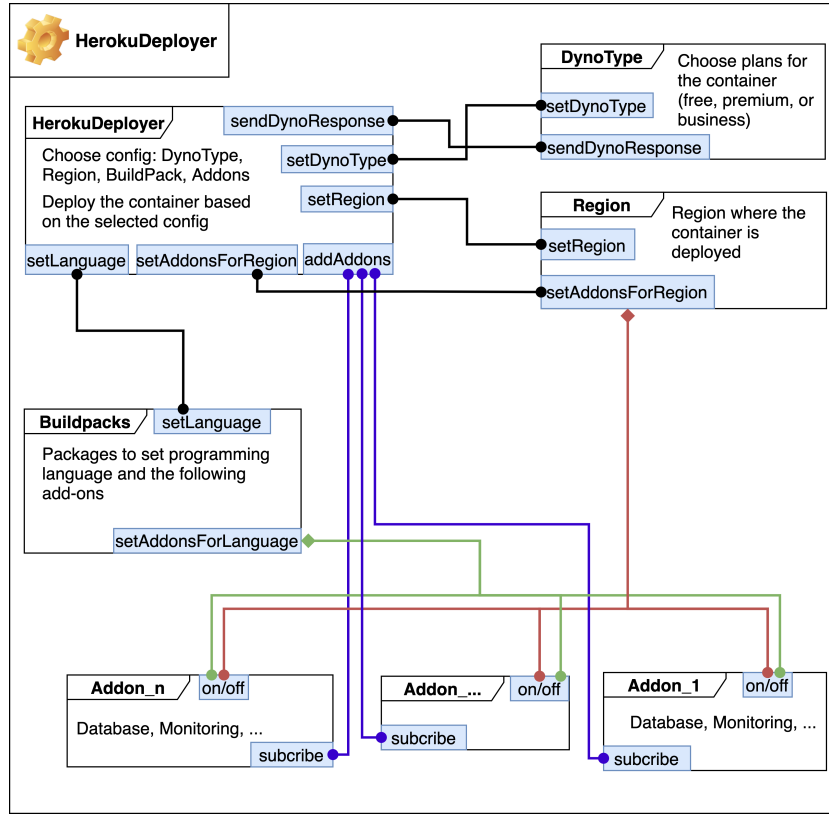 HerokuDeployer
HerokuDeployer
sendDynoResponse
Choose config: DynoType,
Region, BuildPack, Addons
setDynoType
Deploy the container based
on the selected config
setRegion
setLanguage
setAddonsForRegion
addAddons
DynoType
Choose plans for
the container
(free, premium, or
business)
setDynoType
sendDynoResponse
Region
Region where the
container is
deployed
setRegion
setAddonsForRegion
Buildpacks
setLanguage
Packages to set programming
language and the following
add-ons
setAddonsForLanguage
Addon_n
on/off
Database, Monitoring, ...
subcribe
Addon_...
on/off
subcribe
Addon_1
on/off
Database, Monitoring, ...
subcribe